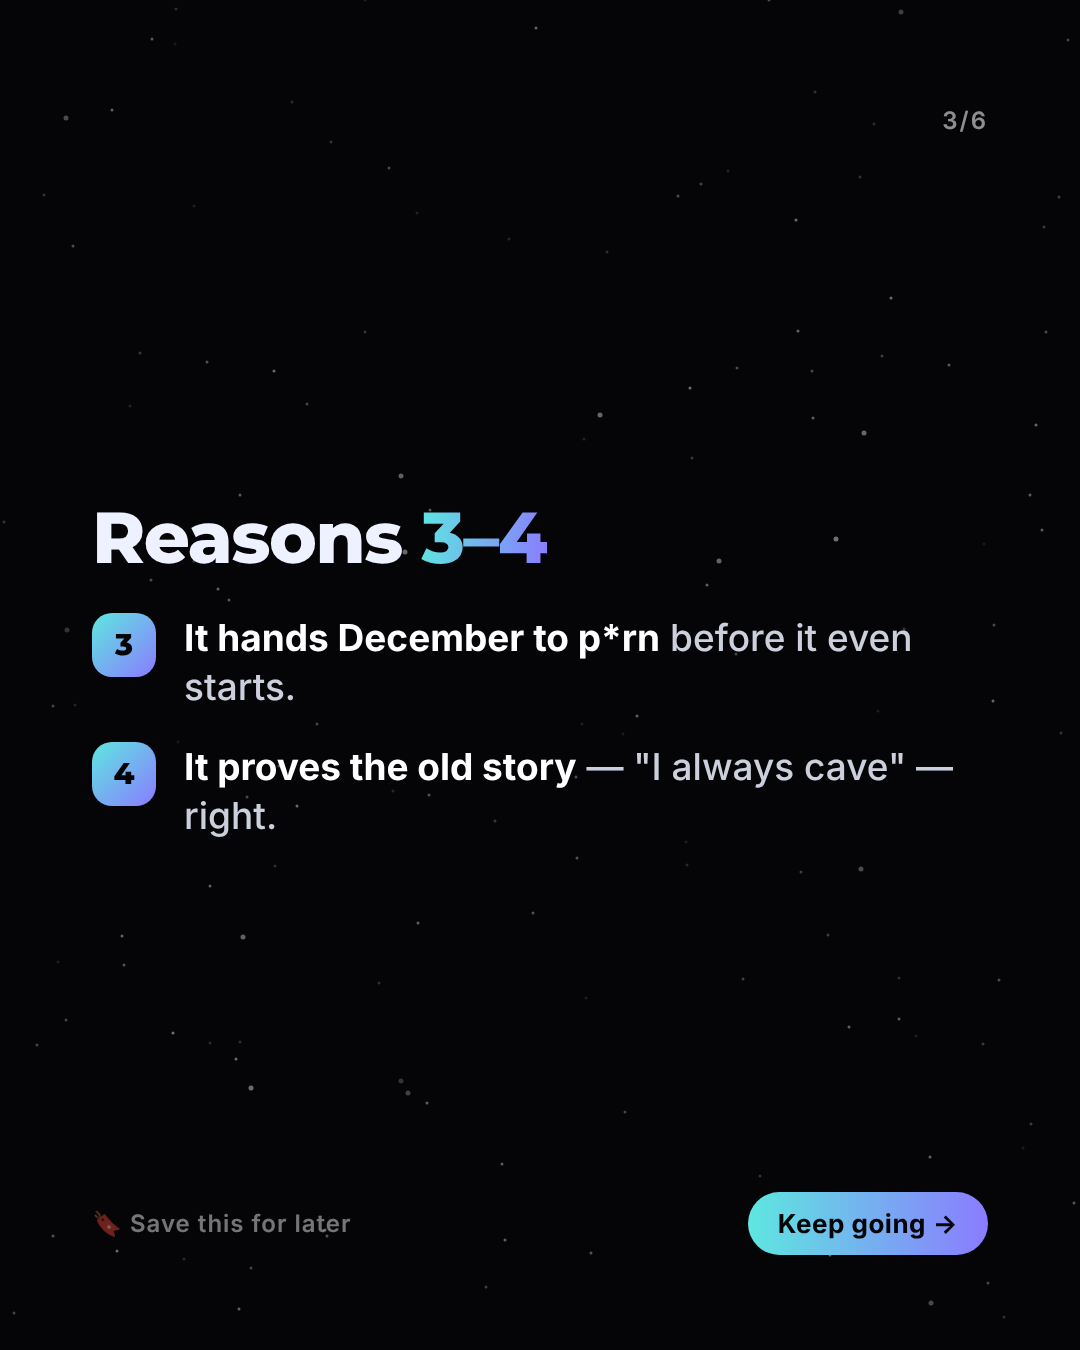 3/6
Reasons 3–4
3
It hands December to p*rn before it even
starts.
4
It proves the old story — "I always cave" —
right.
🔖 Save this for later
Keep going →